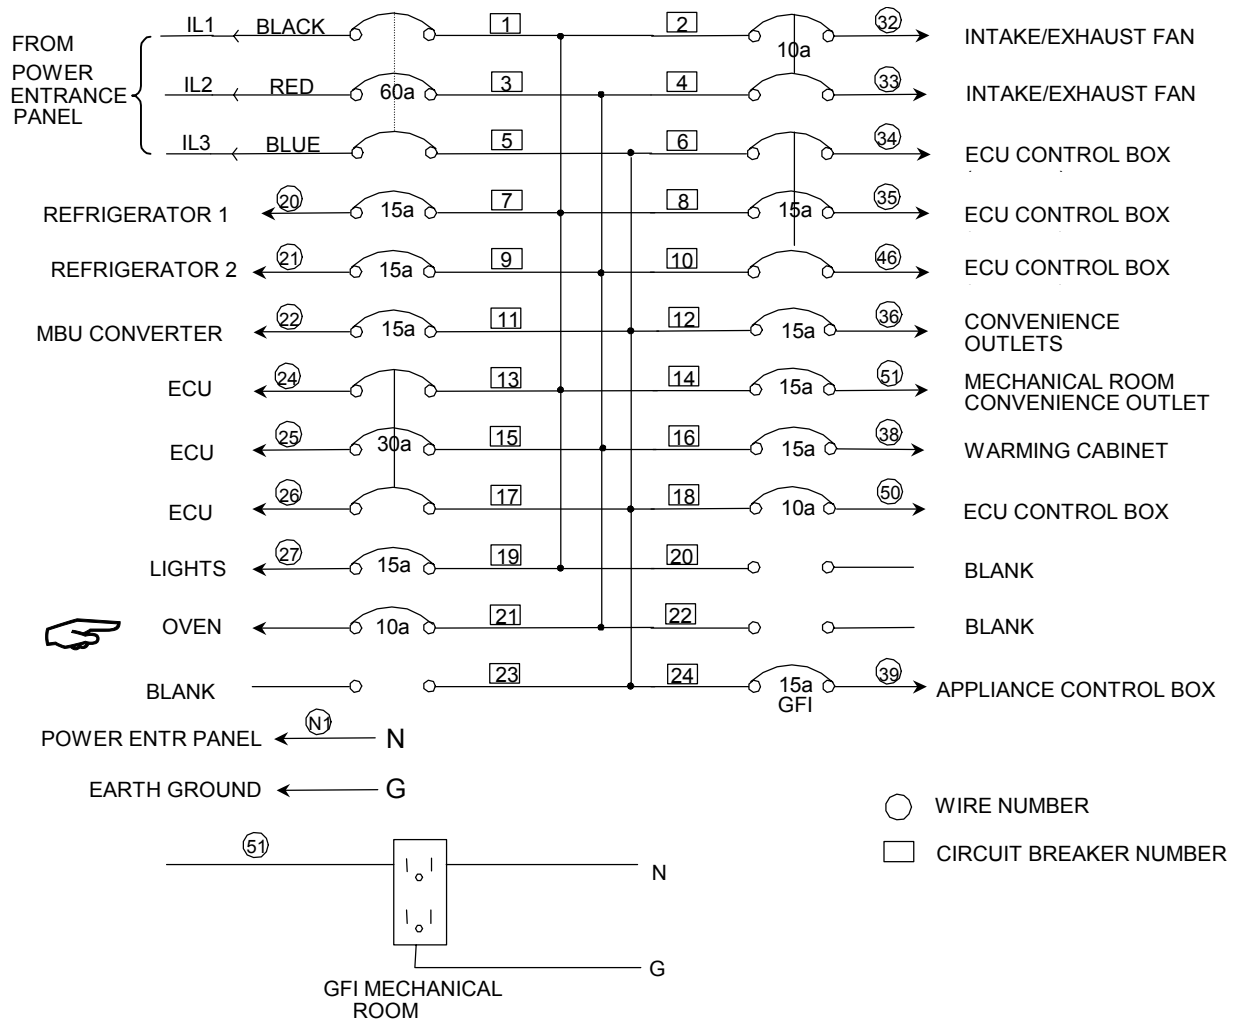 IL1 BLACK 1 2 32 INTAKE/EXHAUST FAN
FROM
POWER
ENTRANCE
PANEL
10a
IL2 RED 60a 3 4 33 INTAKE/EXHAUST FAN
IL3 BLUE 5 6 34 ECU CONTROL BOX
REFRIGERATOR 1 20 15a 7 8 15a 35 ECU CONTROL BOX
REFRIGERATOR 2 21 15a 9 10 46 ECU CONTROL BOX
MBU CONVERTER 22 15a 11 12 15a 36 CONVENIENCE
OUTLETS
ECU 24 13 14 15a 51 MECHANICAL ROOM
CONVENIENCE OUTLET
ECU 25 30a 15 16 15a 38 WARMING CABINET
ECU 26 17 18 10a 50 ECU CONTROL BOX
LIGHTS 27 15a 19 20 BLANK
OVEN 10a 21 22 BLANK
BLANK 23 24 15a 39 APPLIANCE CONTROL BOX
GFI
POWER ENTR PANEL N1 N
EARTH GROUND G
WIRE NUMBER
CIRCUIT BREAKER NUMBER
51
N
G
GFI MECHANICAL
ROOM